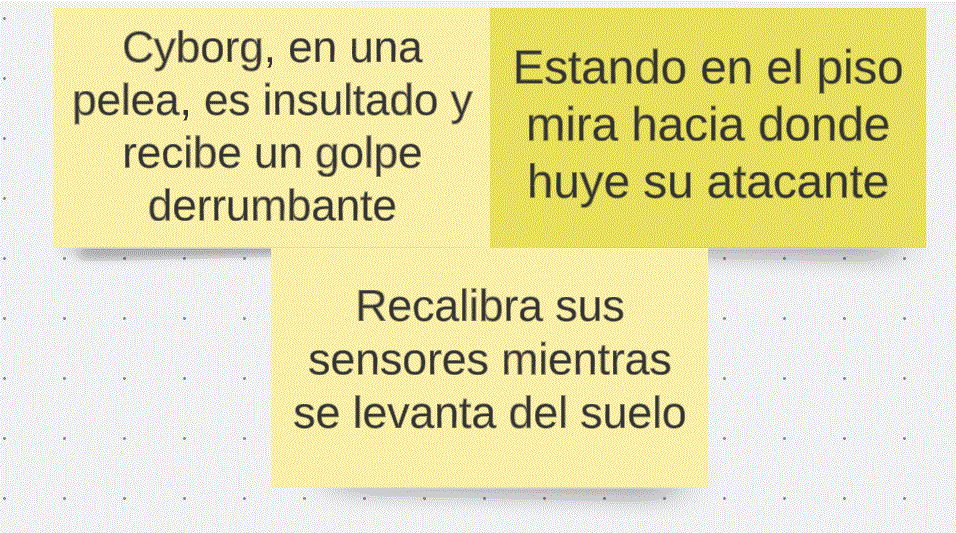 Cyborg, en una
pelea, es insultado y
recibe un golpe
derrumbante
Estando en el piso
mira hacia donde
huye su atacante
Recalibra sus
sensores mientras
se levanta del suelo